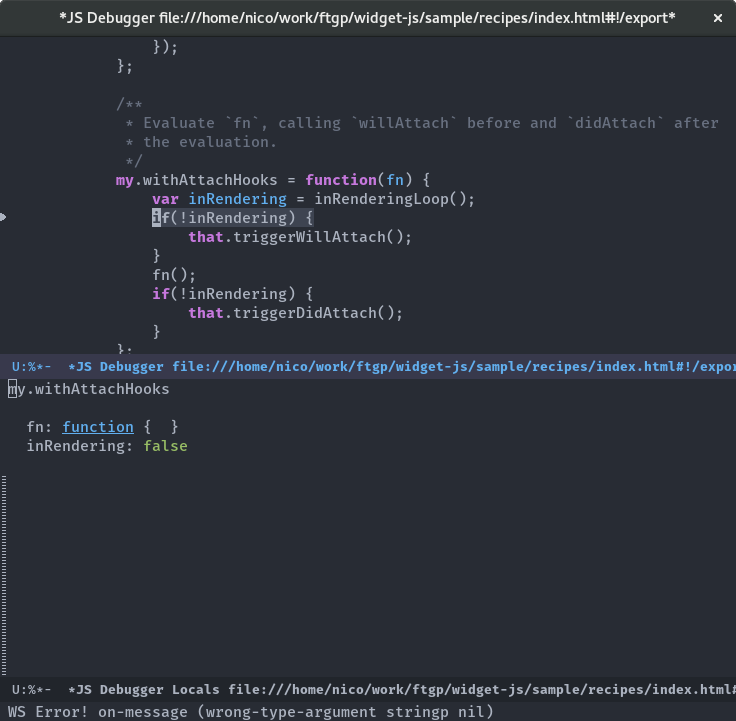 *JS Debugger file:///home/nico/work/ftgp/widget-js/sample/recipes/index.html#!/export* ×
});
};
/**
* Evaluate `fn`, calling `willAttach` before and `didAttach` after
* the evaluation.
*/
my.withAttachHooks = function(fn) {
var inRendering = inRenderingLoop();
if(!inRendering) {
that.triggerWillAttach();
}
fn();
if(!inRendering) {
that.triggerDidAttach();
}
};
U:%*- *JS Debugger file:///home/nico/work/ftgp/widget-js/sample/recipes/index.html#!/expor
my.withAttachHooks
fn: function { }
inRendering: false
U:%*- *JS Debugger Locals file:///home/nico/work/ftgp/widget-js/sample/recipes/index.html#
WS Error! on-message (wrong-type-argument stringp nil)